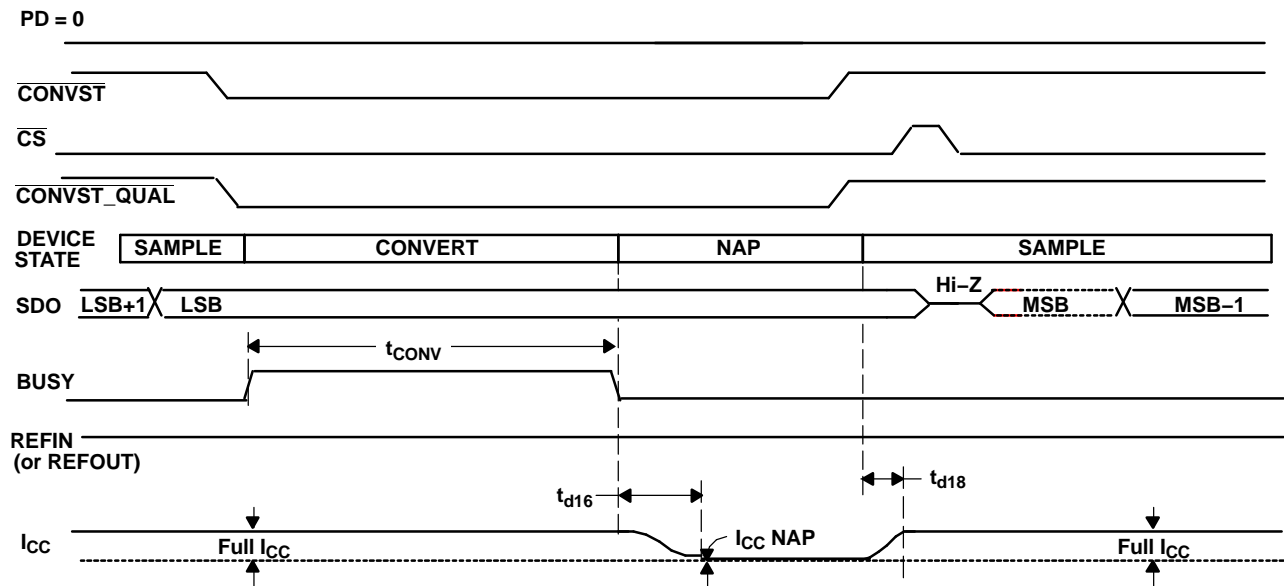 PD = 0
CONVST
CS
CONVST_QUAL
DEVICE STATE
SAMPLE CONVERT NAP SAMPLE
SDO LSB+1 LSB Hi−Z MSB MSB−1
tCONV
BUSY
REFIN
(or REFOUT)
td16 td18
ICC Full ICC ICC NAP Full ICC